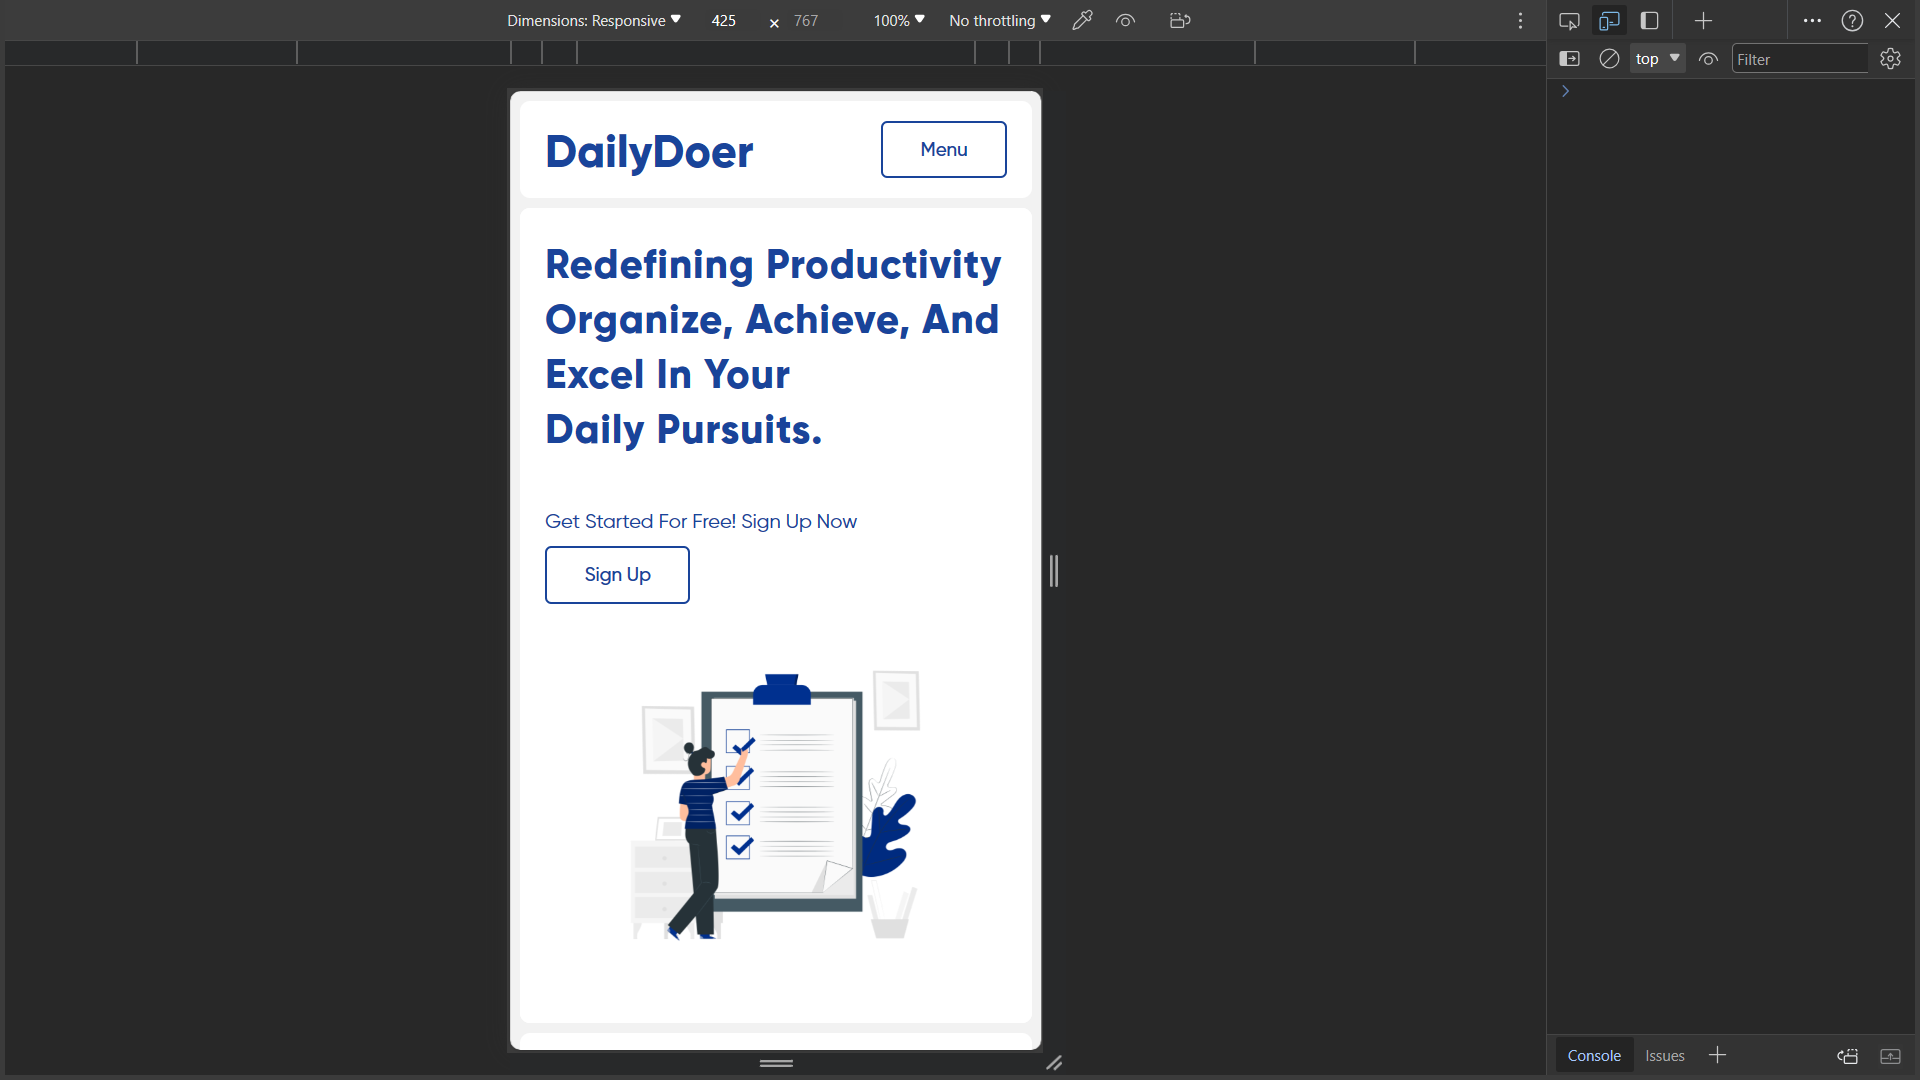 Dimensions: Responsive 425 × 767 100% No throttling
top Filter
DailyDoer Menu
Redefining Productivity
Organize, Achieve, And
Excel In Your
Daily Pursuits.
Get Started For Free! Sign Up Now
Sign Up
Console Issues